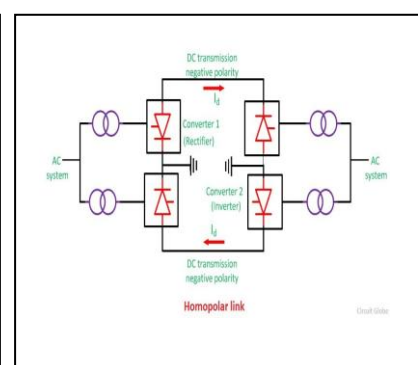 DC transmission
negative polarity
Id
Converter 1
(Rectifier)
AC
system
AC
system
Converter 2
(Inverter)
Id
DC transmission
negative polarity
Homopolar link
Circuit Globe